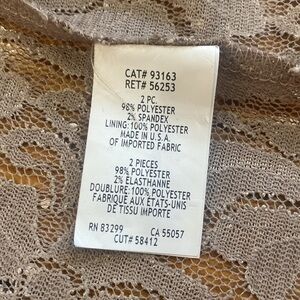 CAT# 93163
RET# 56253
2 PC.
98% POLYESTER
2% SPANDEX
LINING: 100% POLYESTER
MADE IN U.S.A.
OF IMPORTED FABRIC
2 PIECES
98% POLYESTER
2% ELASTHANNE
DOUBLURE: 100% POLYESTER
FABRIQUE AUX ÉTATS-UNIS
DE TISSU IMPORTE
RN 83299 CA 55057
CUT# 58412